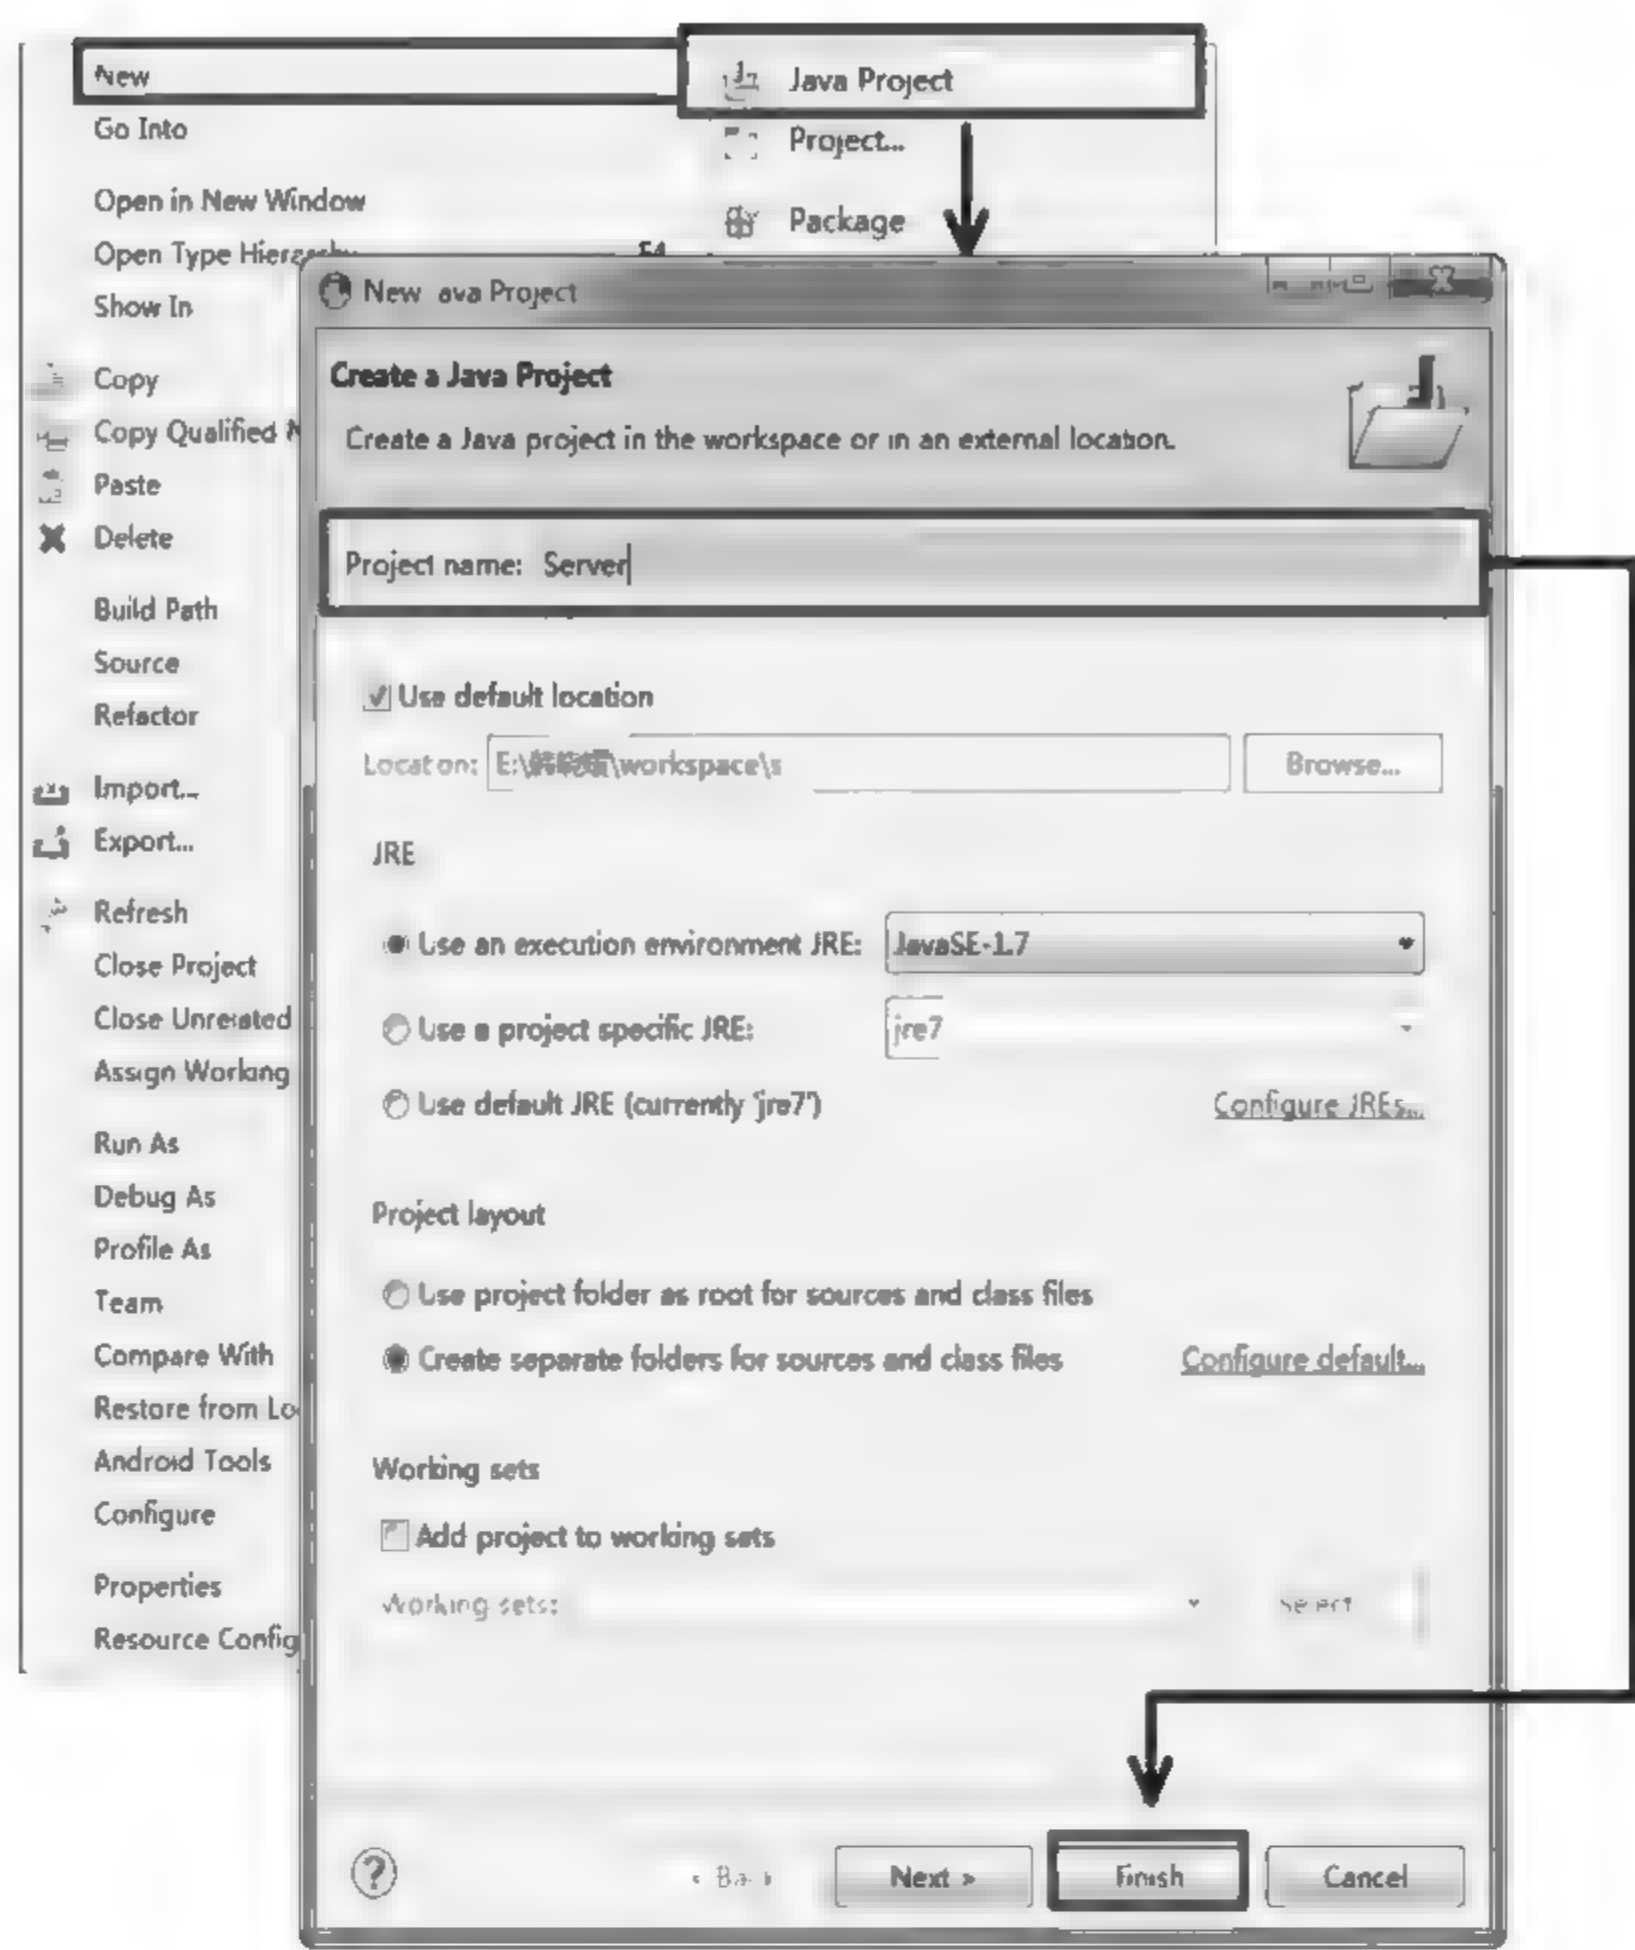 New
Java Project
Go Into
Project...
Open in New Window
Package
Open Type
F4
Show In
Copy
Copy Qualified
Paste
Delete
Build Path
Source
Refactor
Import...
Export...
Refresh
Close Project
Close Unrelated
Assign Working
Run As
Debug As
Profile As
Team
Compare With
Restore from
Android Tools
Configure
Properties
Resource
New ava Project
Create a Java Project
Create a Java project in the workspace or in an external location.
Project name: Server
Use default location
Location: E:\ \workspace\s
Browse...
JRE
Use an execution environment JRE: JavaSE-1.7
Use a project specific JRE: jre7
Use default JRE (currently 'jre7')
Configure JREs...
Project layout
Use project folder as root for sources and class files
Create separate folders for sources and class files
Configure default...
Working sets
Add project to working sets
Working sets:
Select
? < Back Next > Finish Cancel